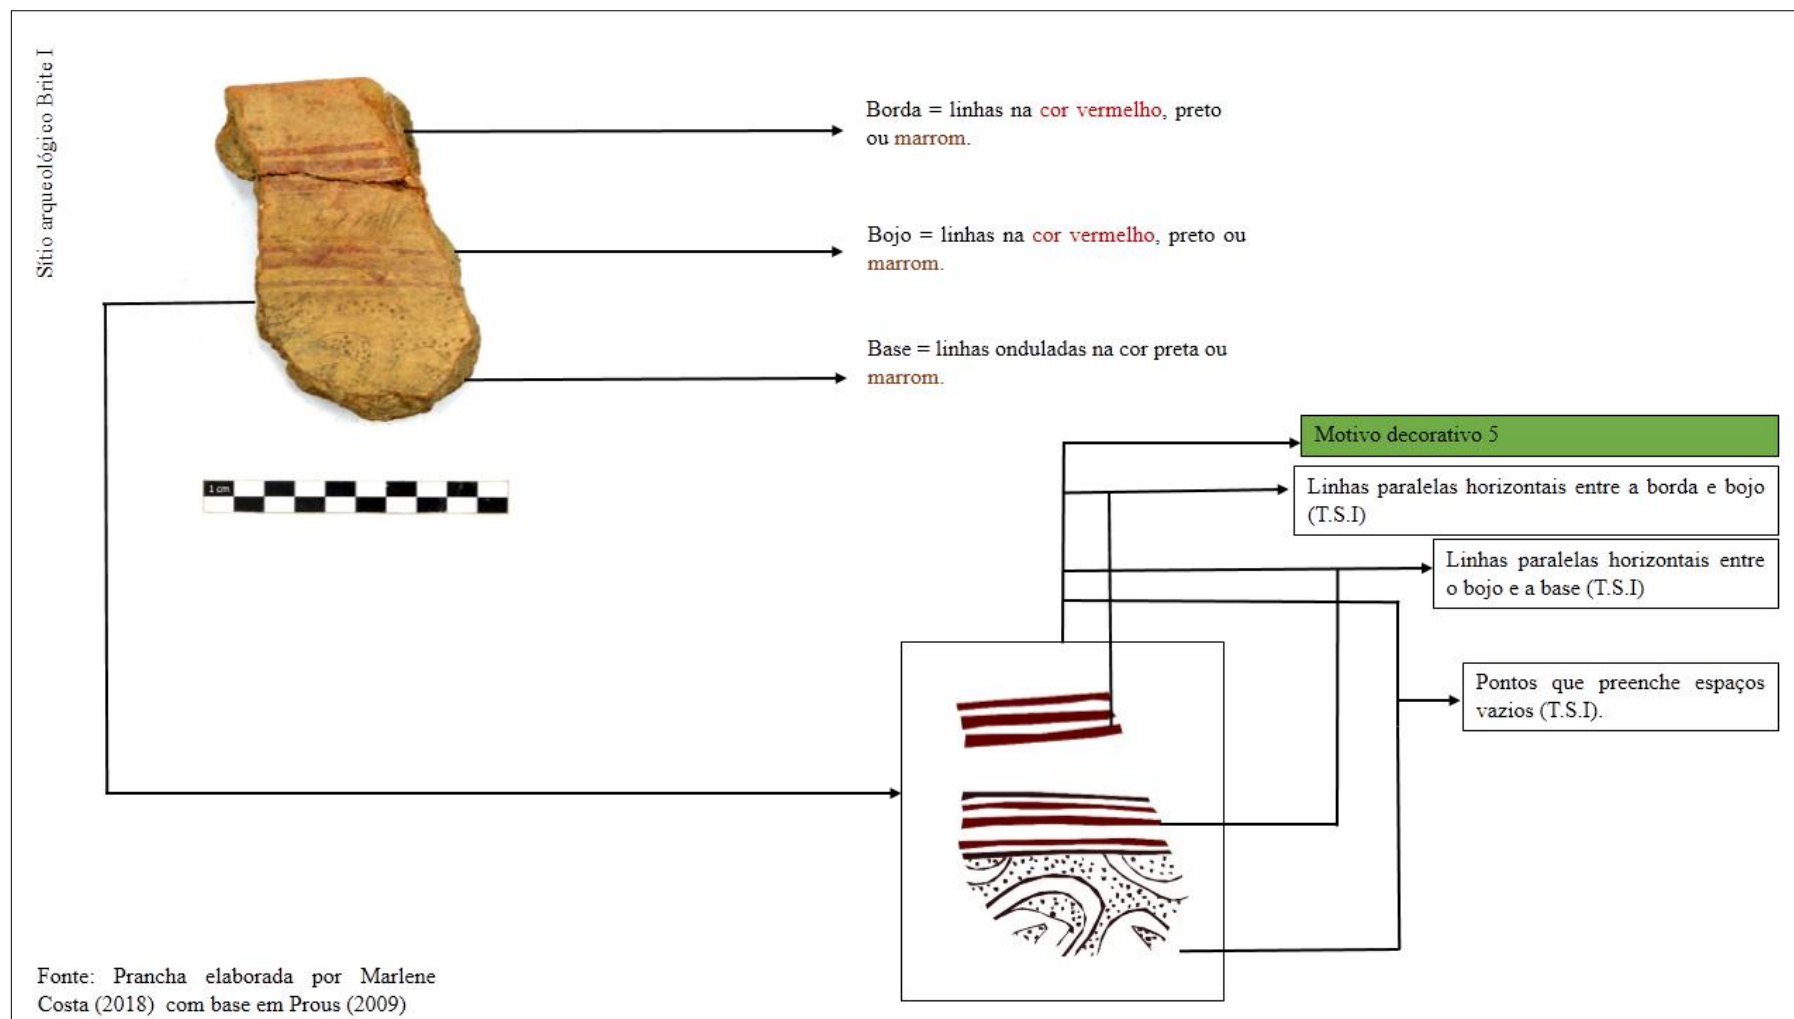 Sítio arqueológico Brite I
Borda = linhas na cor vermelho, preto
ou marrom.
Bojo = linhas na cor vermelho, preto ou
marrom.
Base = linhas onduladas na cor preta ou
marrom.
1 cm
Motivo decorativo 5
Linhas paralelas horizontais entre a borda e bojo
(T.S.I)
Linhas paralelas horizontais entre
o bojo e a base (T.S.I)
Pontos que preenche espaços
vazios (T.S.I).
Fonte: Prancha elaborada por Marlene
Costa (2018) com base em Prous (2009)